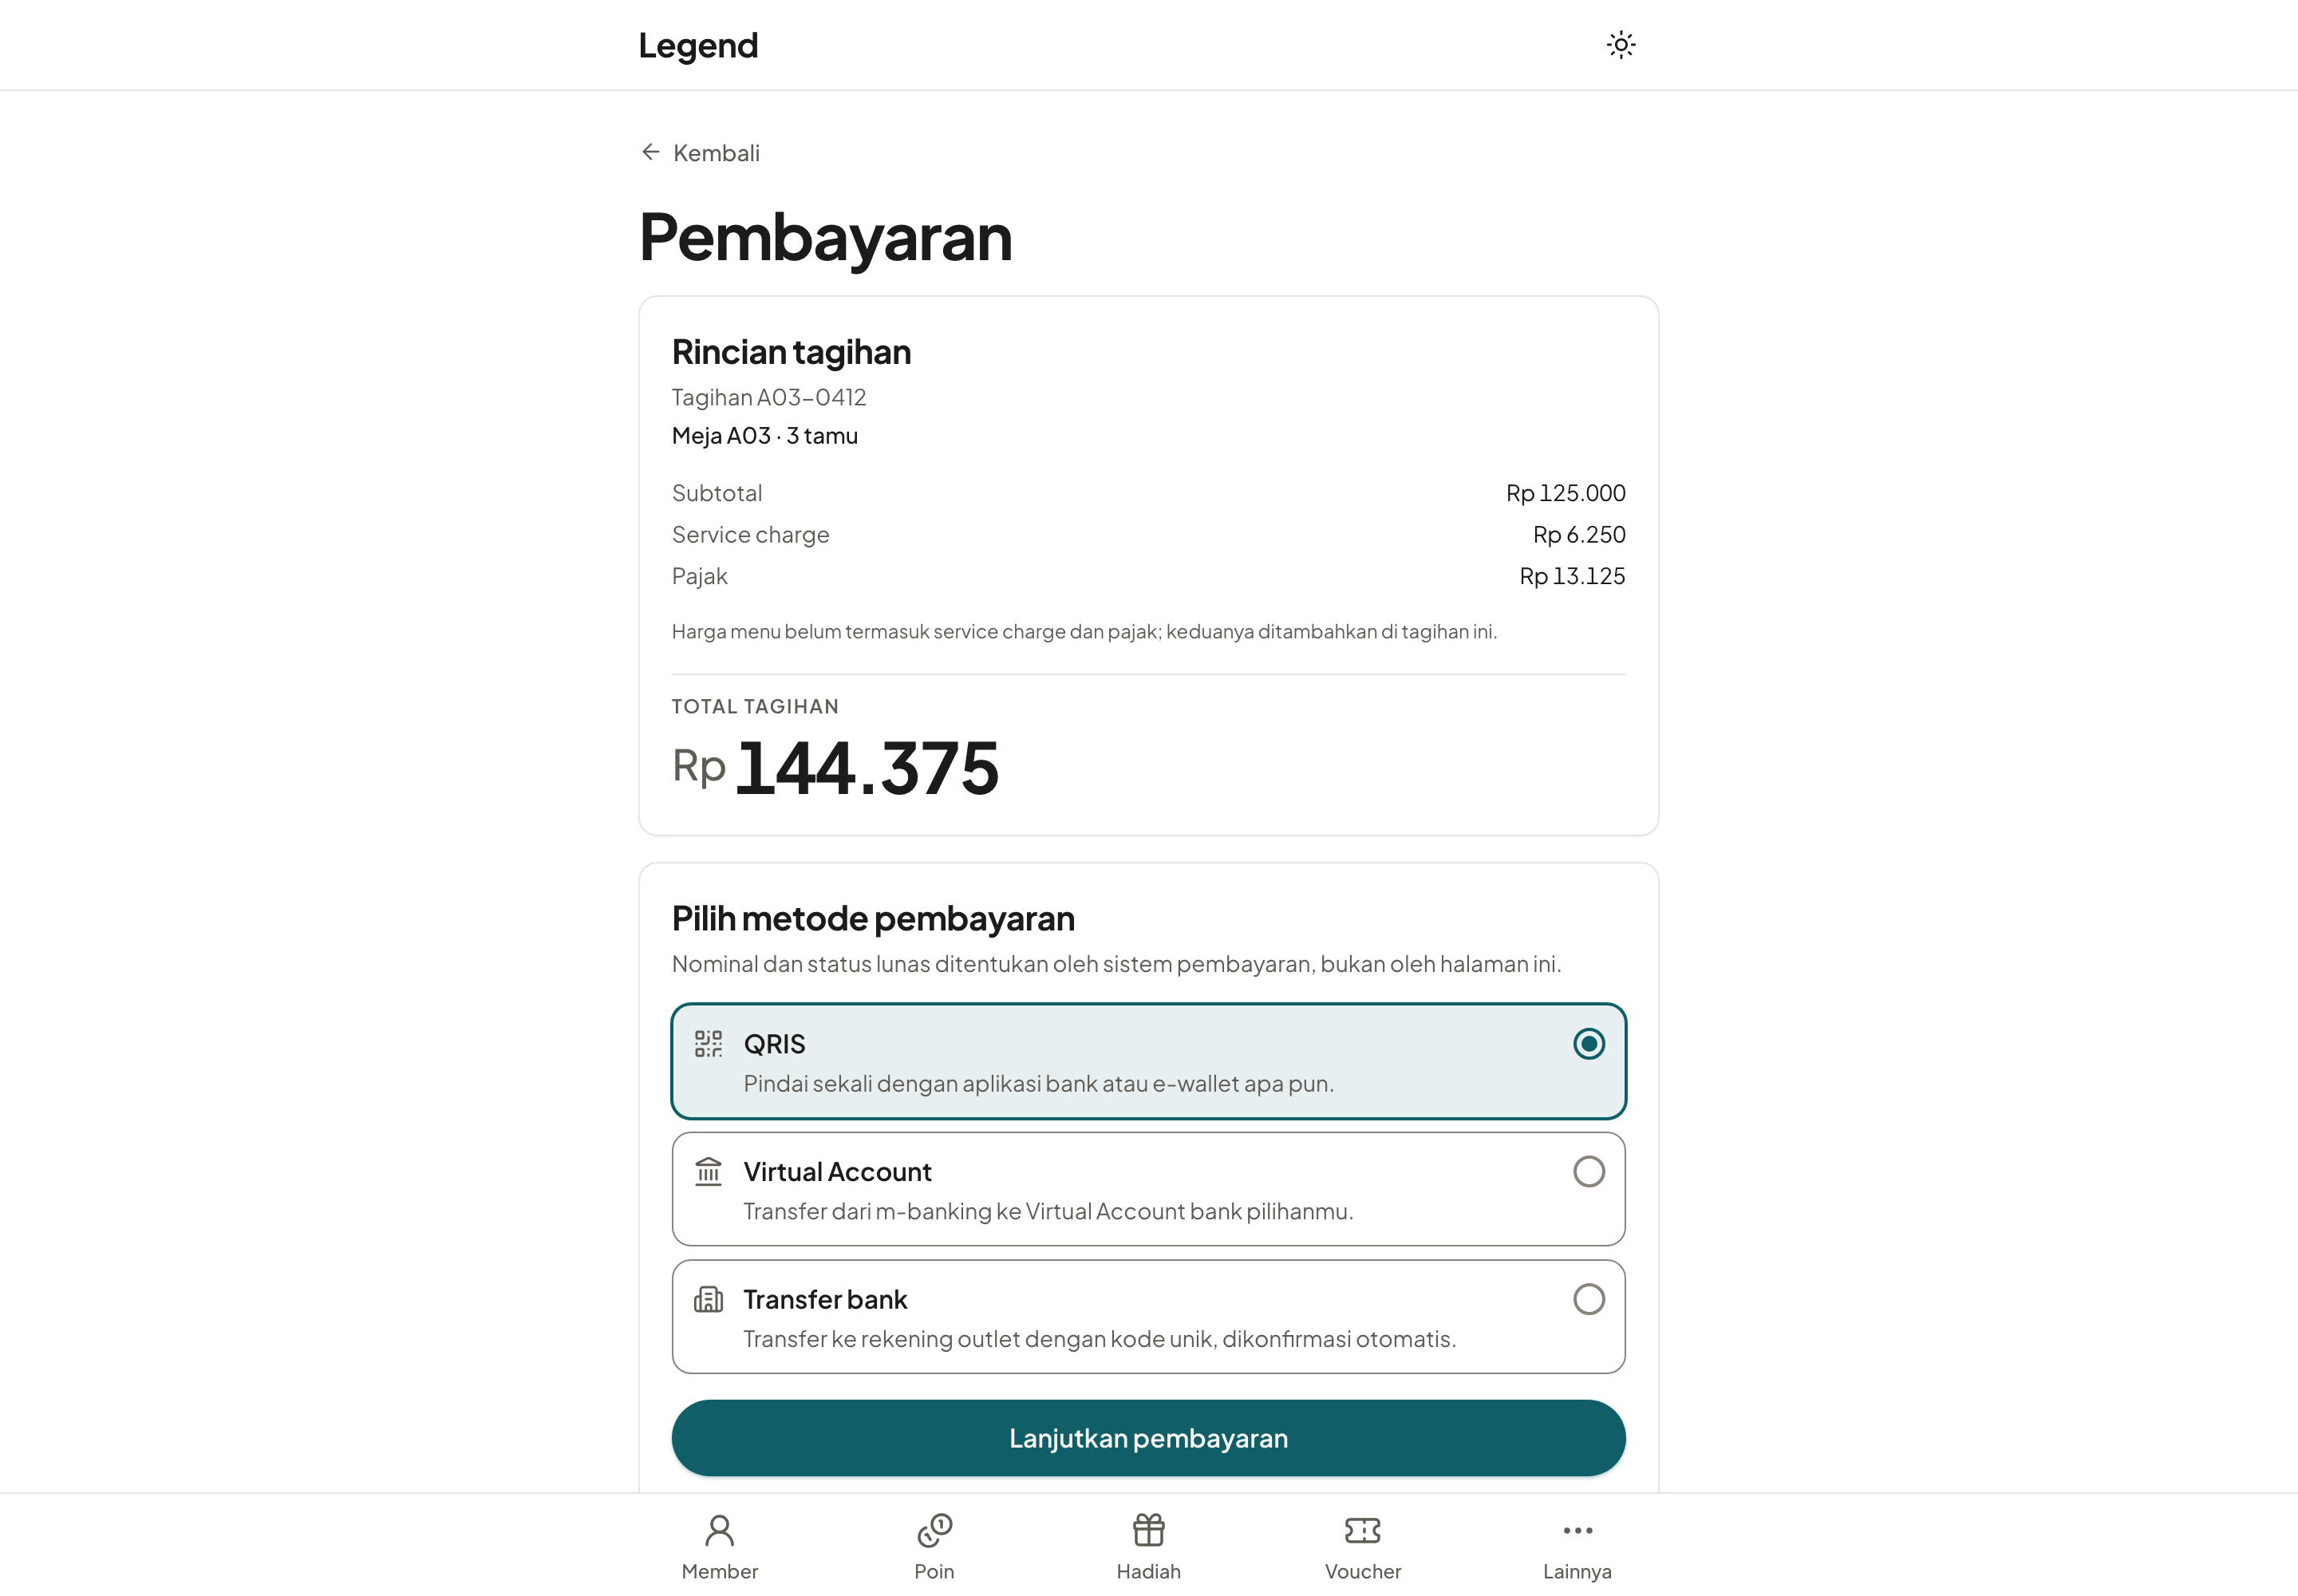 Legend
Kembali
Pembayaran
Rincian tagihan
Tagihan A03-0412
Meja A03 · 3 tamu
Subtotal Rp 125.000
Service charge Rp 6.250
Pajak Rp 13.125
Harga menu belum termasuk service charge dan pajak; keduanya ditambahkan di tagihan ini.
TOTAL TAGIHAN
Rp 144.375
Pilih metode pembayaran
Nominal dan status lunas ditentukan oleh sistem pembayaran, bukan oleh halaman ini.
QRIS
Pindai sekali dengan aplikasi bank atau e-wallet apa pun.
Virtual Account
Transfer dari m-banking ke Virtual Account bank pilihanmu.
Transfer bank
Transfer ke rekening outlet dengan kode unik, dikonfirmasi otomatis.
Lanjutkan pembayaran
Member Poin Hadiah Voucher Lainnya